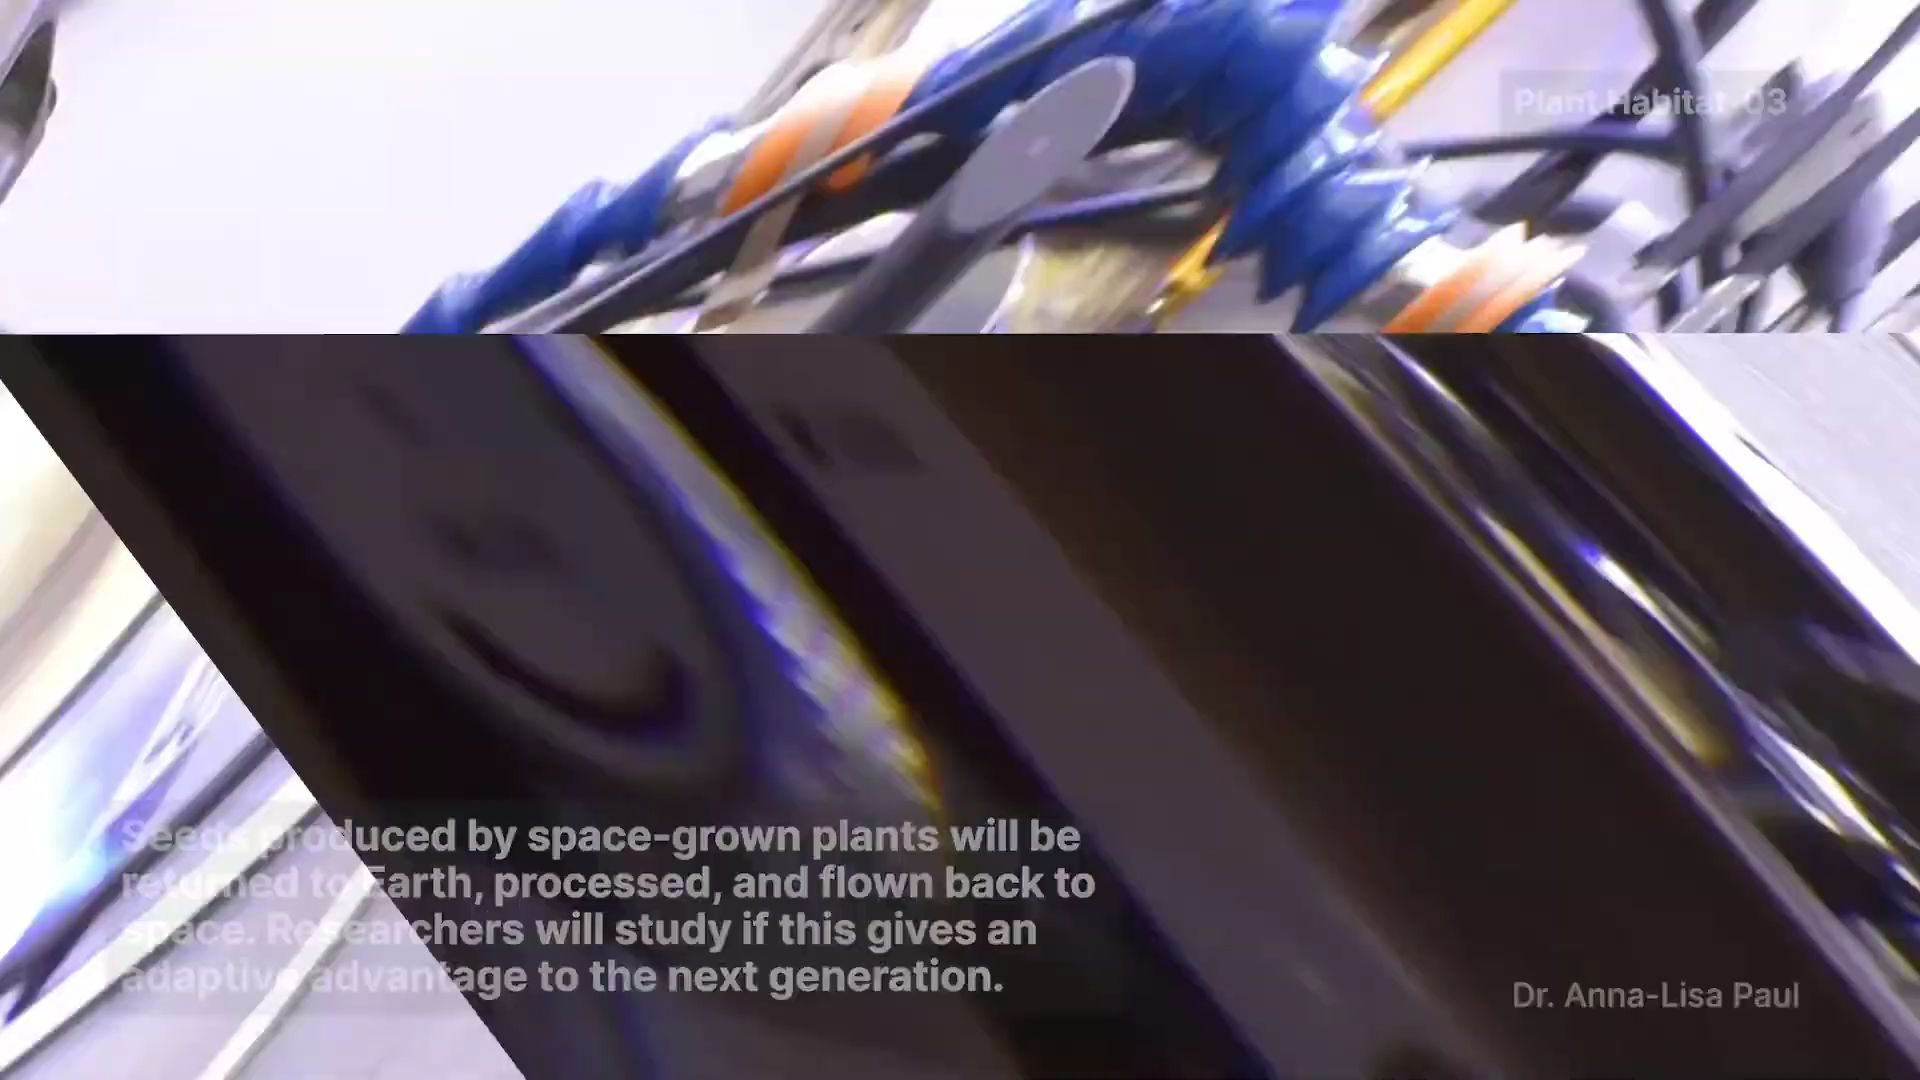 Plant Habitat-03
Seeds produced by space-grown plants will be
returned to Earth, processed, and flown back to
space. Researchers will study if this gives an
adaptive advantage to the next generation.
Dr. Anna-Lisa Paul